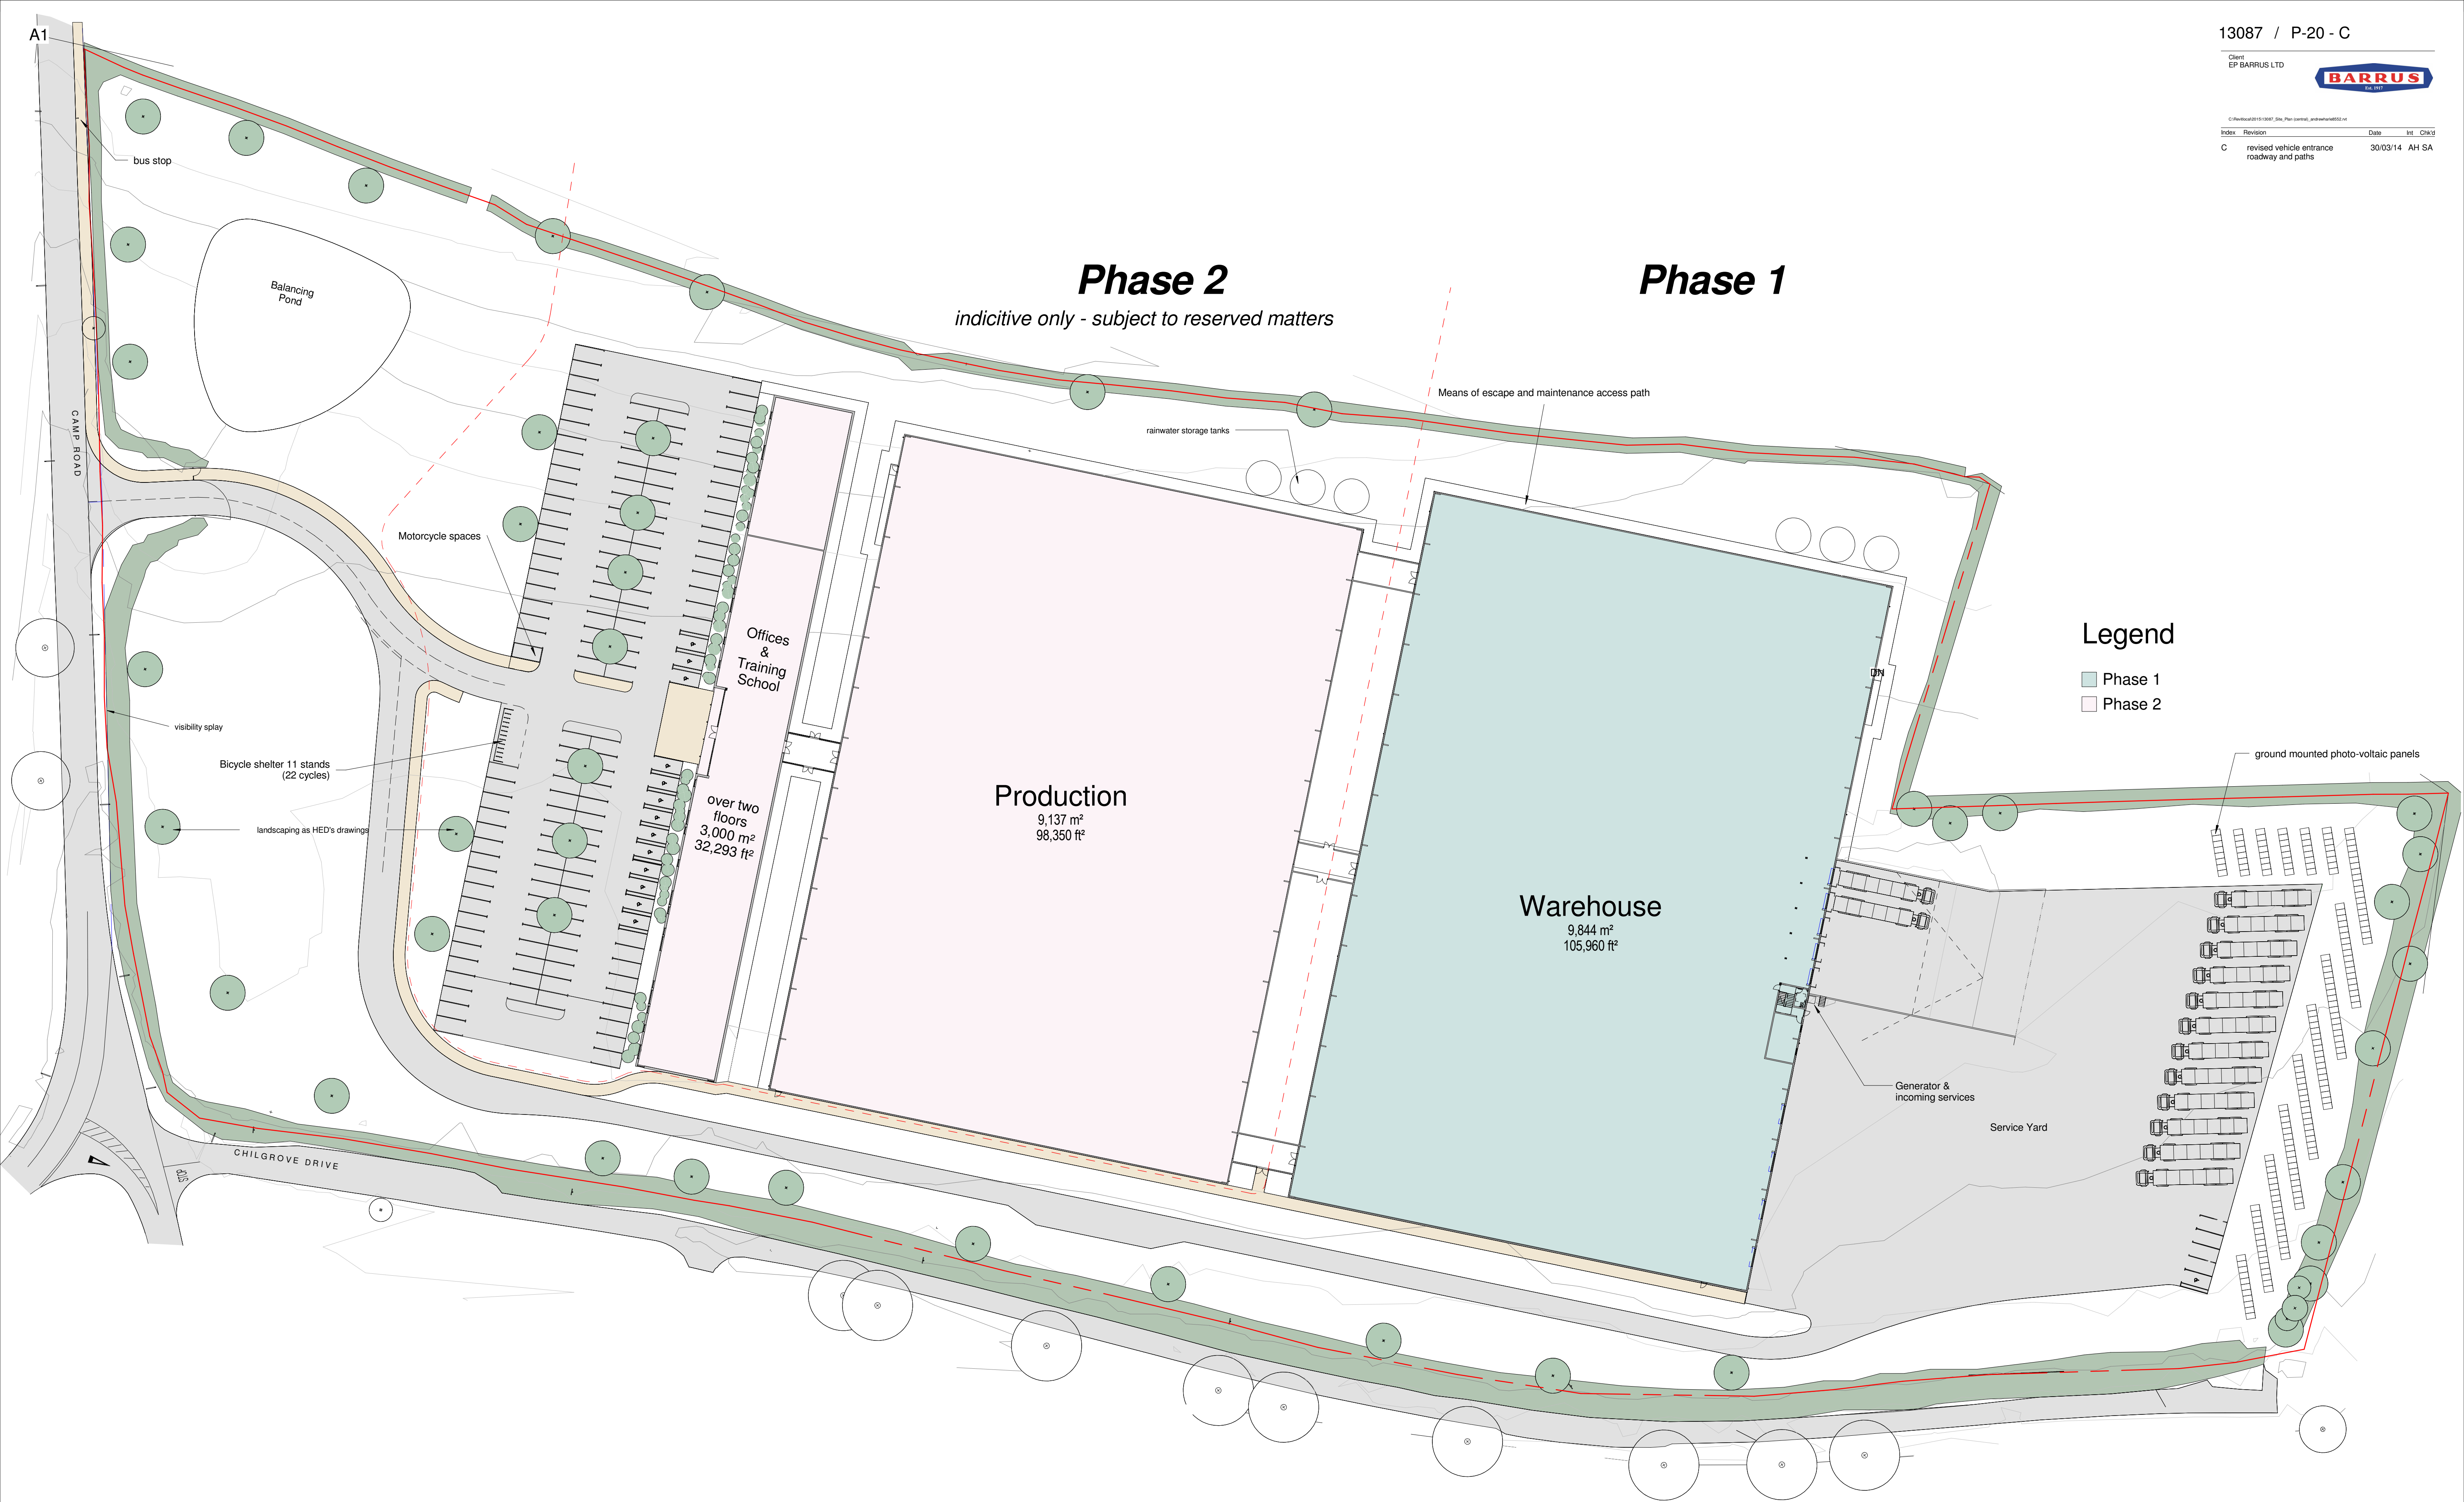 A1
13087 / P-20 - C
Client
EP BARRUS LTD
BARRUS
Est. 1917
Index Revision Date Int Chk'd
C revised vehicle entrance 30/03/14 AH SA
roadway and paths
bus stop
Balancing
Pond
CAMP ROAD
Phase 2
indicitive only - subject to reserved matters
Phase 1
Means of escape and maintenance access path
rainwater storage tanks
Motorcycle spaces
Offices
&
Training
School
over two
floors
3,000 m²
32,293 ft²
Production
9,137 m²
98,350 ft²
Warehouse
9,844 m²
105,960 ft²
DN
Legend
Phase 1
Phase 2
visibility splay
Bicycle shelter 11 stands
(22 cycles)
landscaping as HED's drawings
ground mounted photo-voltaic panels
Generator &
incoming services
Service Yard
CHILGROVE DRIVE
STOP